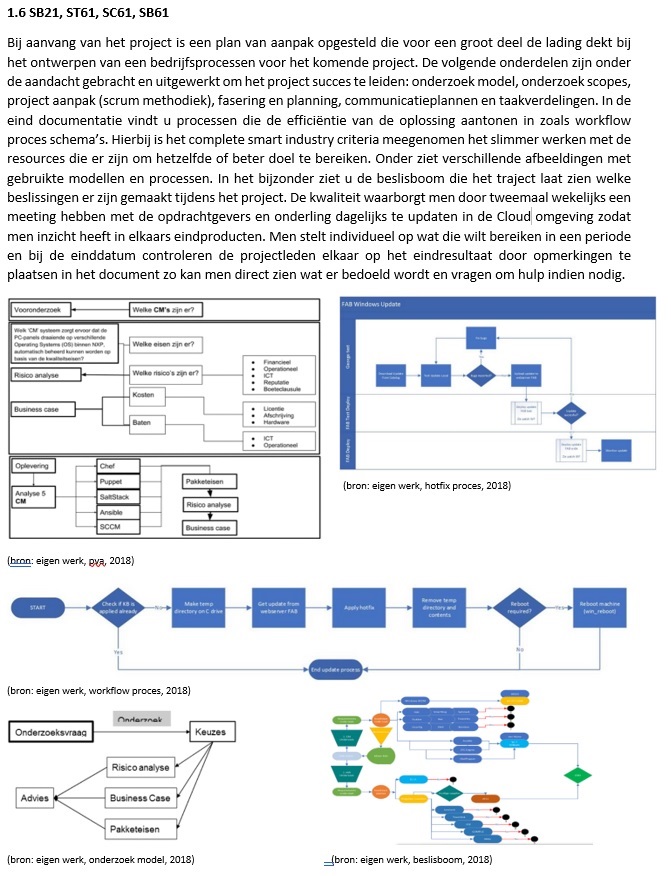 1.6 SB21, ST61, SC61, SB61
Bij aanvang van het project is een plan van aanpak opgesteld die voor een groot deel de lading dekt bij
het ontwerpen van een bedrijfsprocessen voor het komende project. De volgende onderdelen zijn onder
de aandacht gebracht en uitgewerkt om het project succes te leiden: onderzoek model, onderzoek scopes,
project aanpak (scrum methodiek), fasering en planning, communicatieplannen en taakverdelingen. In de
eind documentatie vindt u processen die de efficiëntie van de oplossing aantonen in zoals workflow
proces schema's. Hierbij is het complete smart industry criteria meegenomen het slimmer werken met de
resources die er zijn om hetzelfde of beter doel te bereiken. Onder ziet verschillende afbeeldingen met
gebruikte modellen en processen. In het bijzonder ziet u de beslisboom die het traject laat zien welke
beslissingen er zijn gemaakt tijdens het project. De kwaliteit waarborgt men door tweemaal wekelijks een
meeting hebben met de opdrachtgevers en onderling dagelijks te updaten in de Cloud omgeving zodat
men inzicht heeft in elkaars eindproducten. Men stelt individueel op wat die wilt bereiken in een periode
en bij de einddatum controleren de projectleden elkaar op het eindresultaat door opmerkingen te
plaatsen in het document zo kan men direct zien wat er bedoeld wordt en vragen om hulp indien nodig.
Vooronderzoek
Welke CM's zijn er?
Welk 'CM' systeem zorgt ervoor dat de
PC-panels draaiende op verschillende
Operating Systems (OS) binnen NXP,
automatisch beheerd kunnen worden op
basis van de kwaliteitseisen?
Welke eisen zijn er?
Risico analyse
Welke risico's zijn er?
Financieel
Operationeel
ICT
Reputatie
Boeteclausule
Business case
Kosten
Baten
Licentie
Afschrijving
Hardware
ICT
Operationeel
Oplevering
Analyse 5
CM
Chef
Puppet
SaltStack
Ansible
SCCM
Pakketeisen
Risico analyse
Business case
(bron: eigen werk, pva, 2018)
FAB Windows Update
FAB Test Deploy
FAB Deploy
(bron: eigen werk, hotfix proces, 2018)
START
Check if KB is
applied already
No
Make temp
directory on C drive
Get update from
webserver FAB
Apply hotfix
Remove temp
directory and
contents
Reboot
required?
Yes
Reboot machine
(win_reboot)
Yes
No
End update process
(bron: eigen werk, workflow proces, 2018)
Onderzoek
Onderzoeksvraag
Keuzes
Risico analyse
Advies
Business Case
Pakketeisen
(bron: eigen werk, onderzoek model, 2018)
(bron: eigen werk, beslisboom, 2018)